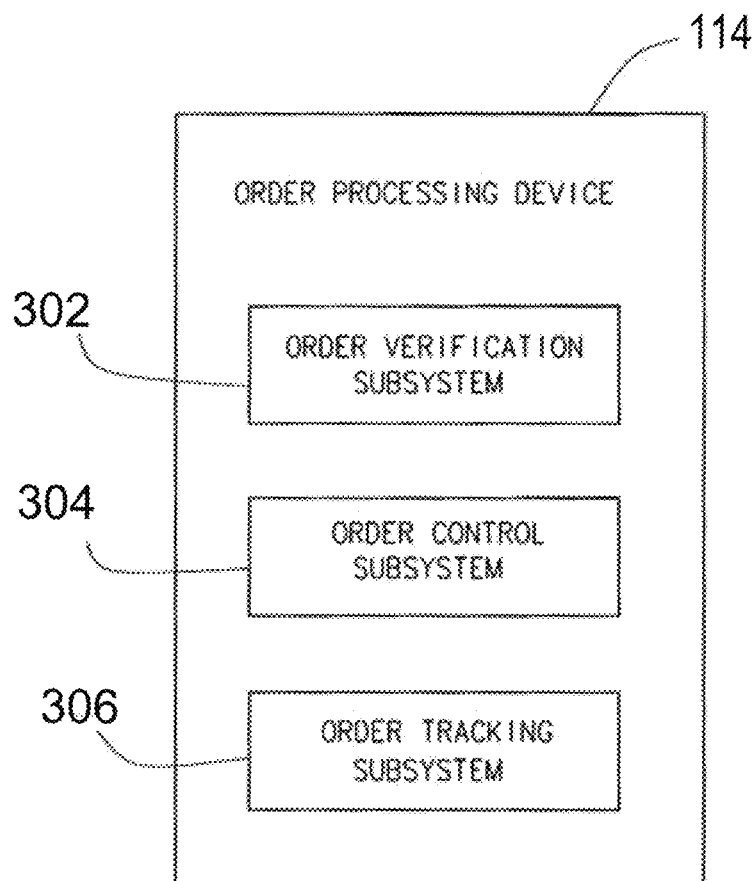 114
ORDER PROCESSING DEVICE
302
ORDER VERIFICATION
SUBSYSTEM
304
ORDER CONTROL
SUBSYSTEM
306
ORDER TRACKING
SUBSYSTEM